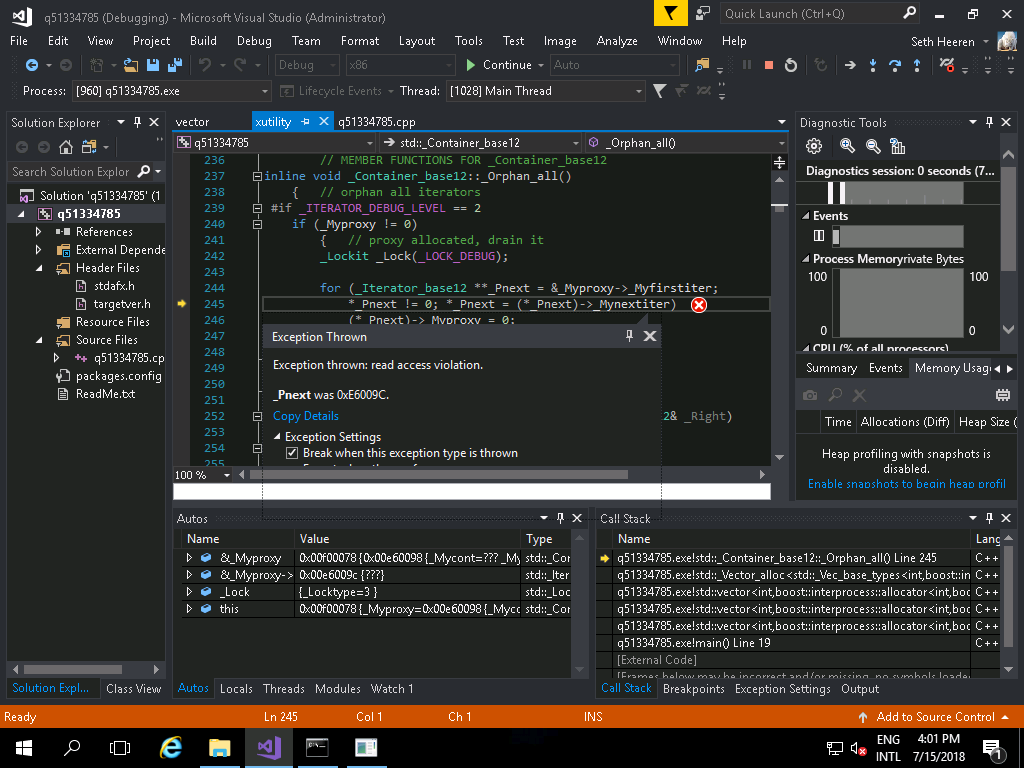 q51334785 (Debugging) - Microsoft Visual Studio (Administrator)
Quick Launch (Ctrl+Q)
File Edit View Project Build Debug Team Format Layout Tools Test Image Analyze Window Help
Seth Heeren
Debug x86 Continue Auto
Process: [960] q51334785.exe Lifecycle Events Thread: [1028] Main Thread
Solution Explorer
Search Solution Explorer
Solution 'q51334785' (1
q51334785
References
External Depende
Header Files
stdafx.h
targetver.h
Resource Files
Source Files
q51334785.cp
packages.config
ReadMe.txt
Solution Expl... Class View
vector xutility q51334785.cpp
q51334785 std::_Container_base12 _Orphan_all()
236 // MEMBER FUNCTIONS FOR _Container_base12
237 inline void _Container_base12::_Orphan_all()
238 { // orphan all iterators
239 #if _ITERATOR_DEBUG_LEVEL == 2
240 if (_Myproxy != 0)
241 { // proxy allocated, drain it
242 _Lockit _Lock(_LOCK_DEBUG);
243
244 for (_Iterator_base12 **_Pnext = &_Myproxy->_Myfirstiter;
245 *_Pnext != 0; *_Pnext = (*_Pnext)->_Mynextiter)
246 (*_Pnext)->_Myproxy = 0;
247
248
249
250
251
252 2& _Right)
253
254
255
Exception Thrown
Exception thrown: read access violation.
_Pnext was 0xE6009C.
Copy Details
Exception Settings
Break when this exception type is thrown
100 %
Diagnostic Tools
Diagnostics session: 0 seconds (7...
Events
Process Memory Private Bytes
100 100
0 0
CPU (% of all processors)
Summary Events Memory Usag
Time Allocations (Diff) Heap Size (
Heap profiling with snapshots is
disabled.
Enable snapshots to begin heap profil
Autos
Name Value Type
&_Myproxy 0x00f00078 {0x00e60098 {_Mycont=??? _My std::_Cor
&_Myproxy-> 0x00e6009c {???} std::_Iter
_Lock {_Locktype=3 } std::_Loc
this 0x00f00078 {_Myproxy=0x00e60098 {_Myco std::_Cor
Autos Locals Threads Modules Watch 1
Call Stack
Name Lang
q51334785.exe!std::_Container_base12::_Orphan_all() Line 245 C++
q51334785.exe!std::_Vector_alloc<std::_Vec_base_types<int,boost::in C++
q51334785.exe!std::vector<int,boost::interprocess::allocator<int,boo C++
q51334785.exe!std::vector<int,boost::interprocess::allocator<int,boo C++
q51334785.exe!std::vector<int,boost::interprocess::allocator<int,boo C++
q51334785.exe!main() Line 19 C++
[External Code]
[Frames below may be incorrect and/or missing, no symbols loade
Call Stack Breakpoints Exception Settings Output
Ready Ln 245 Col 1 Ch 1 INS Add to Source Control
ENG 4:01 PM
INTL 7/15/2018
1